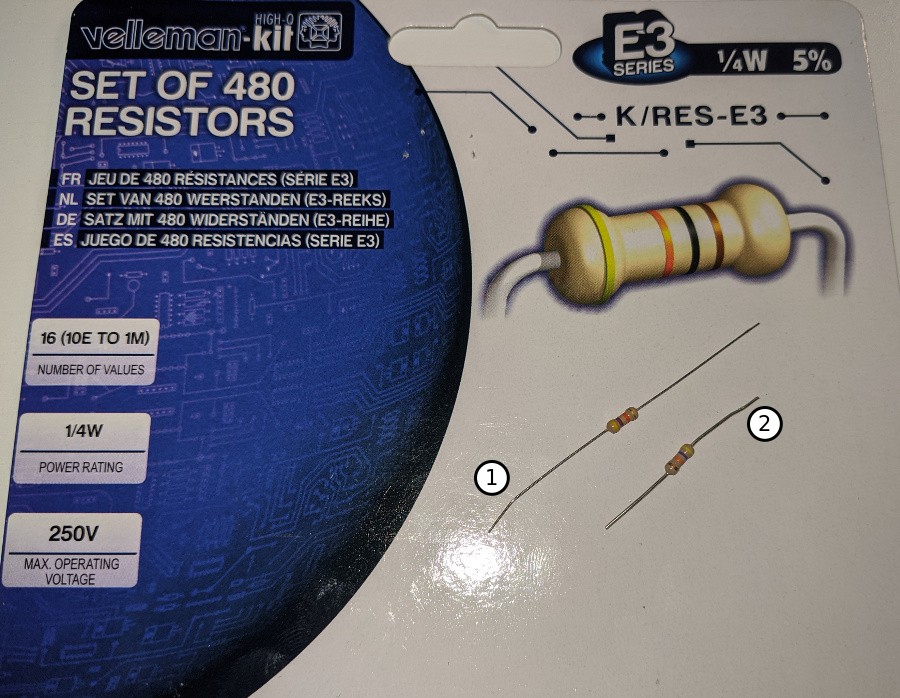 velleman-kit
HIGH-Q
SET OF 480
RESISTORS
FR JEU DE 480 RÉSISTANCES (SÉRIE E3)
NL SET VAN 480 WEERSTANDEN (E3-REEKS)
DE SATZ MIT 480 WIDERSTÄNDEN (E3-REIHE)
ES JUEGO DE 480 RESISTENCIAS (SERIE E3)
16 (10E TO 1M)
NUMBER OF VALUES
1/4W
POWER RATING
250V
MAX. OPERATING
VOLTAGE
E3
SERIES
¼W 5%
K/RES-E3
1
2